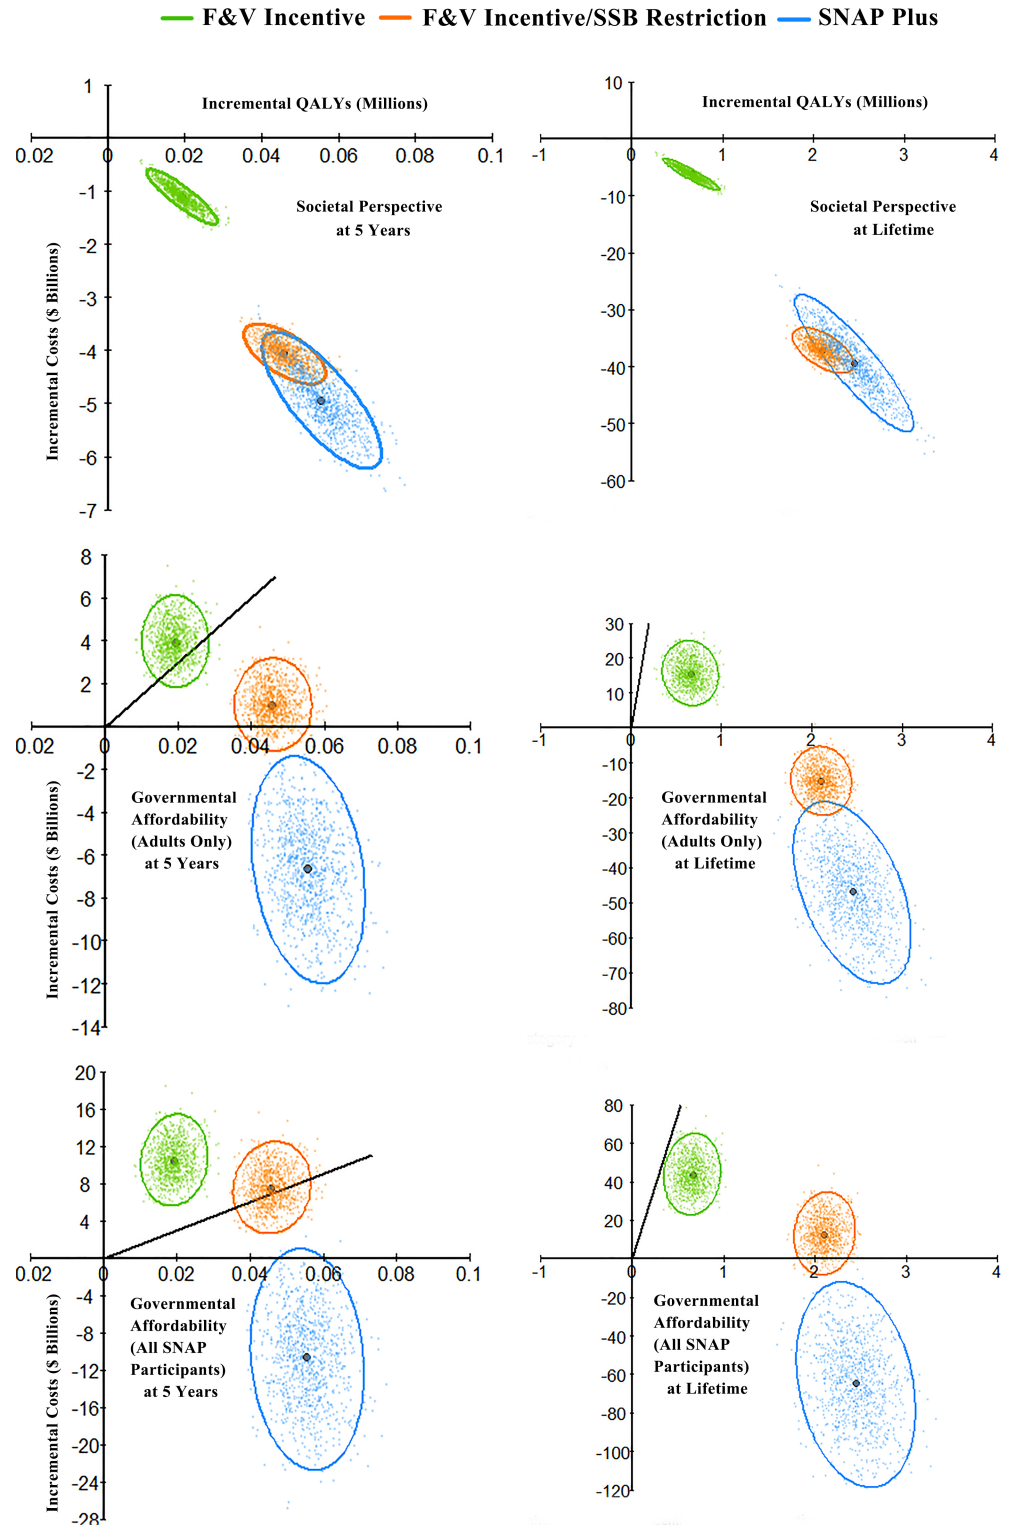 F&V Incentive F&V Incentive/SSB Restriction SNAP Plus
1
Incremental QALYs (Millions)
0.02 0 0.02 0.04 0.06 0.08 0.1
-1
-2
-3
-4
-5
-6
-7
Societal Perspective
at 5 Years
Incremental Costs ($ Billions)
10
Incremental QALYs (Millions)
-1 0 1 2 3 4
-10
-20
-30
-40
-50
-60
Societal Perspective
at Lifetime
8
6
4
2
0.02 0 0.02 0.04 0.06 0.08 0.1
-2
-4
-6
-8
-10
-12
-14
Governmental
Affordability
(Adults Only)
at 5 Years
Incremental Costs ($ Billions)
30
20
10
-1 0 1 2 3 4
-10
-20
-30
-40
-50
-60
-70
-80
Governmental
Affordability
(Adults Only)
at Lifetime
20
16
12
8
4
0.02 0 0.02 0.04 0.06 0.08 0.1
-4
-8
-12
-16
-20
-24
-28
Governmental
Affordability
(All SNAP
Participants)
at 5 Years
Incremental Costs ($ Billions)
80
60
40
20
-1 0 1 2 3 4
-20
-40
-60
-80
-100
-120
Governmental
Affordability
(All SNAP
Participants)
at Lifetime